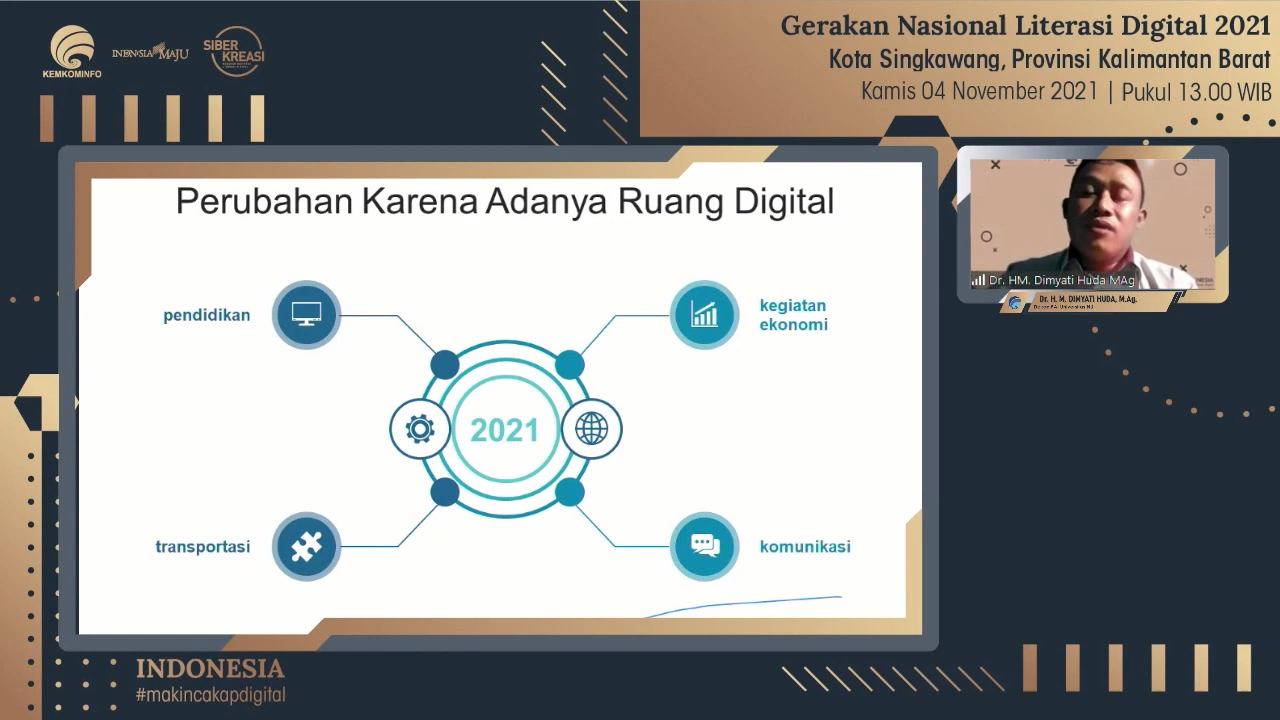 KEMKOMINFO
INDONESIA MAJU
SIBER
KREASI
Gerakan Nasional Literasi Digital 2021
Kota Singkawang, Provinsi Kalimantan Barat
Kamis 04 November 2021 | Pukul 13.00 WIB
Perubahan Karena Adanya Ruang Digital
pendidikan
kegiatan
ekonomi
2021
transportasi
komunikasi
Dr. HM. Dimyati Huda MAg
Dr. H. M. DIMYATI HUDA, M.Ag.
INDONESIA
#makincakapdigital